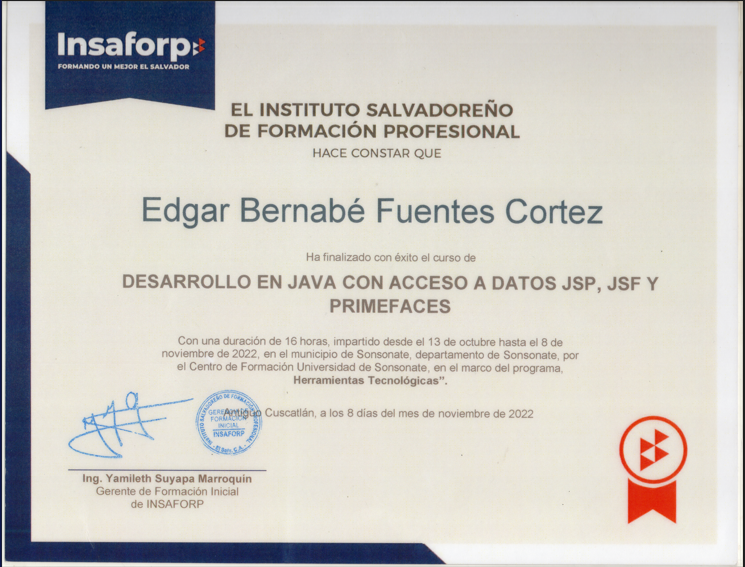 Insaforp
FORMANDO UN MEJOR EL SALVADOR
EL INSTITUTO SALVADOREÑO
DE FORMACIÓN PROFESIONAL
HACE CONSTAR QUE
Edgar Bernabé Fuentes Cortez
Ha finalizado con éxito el curso de
DESARROLLO EN JAVA CON ACCESO A DATOS JSP, JSF Y
PRIMEFACES
Con una duración de 16 horas, impartido desde el 13 de octubre hasta el 8 de
noviembre de 2022, en el municipio de Sonsonate, departamento de Sonsonate, por
el Centro de Formación Universidad de Sonsonate, en el marco del programa,
Herramientas Tecnológicas".
Antiguo Cuscatlán, a los 8 días del mes de noviembre de 2022
INSTITUTO SALVADOREÑO DE FORMACION PROFESIONAL
GERENCIA
FORMACIÓN
INICIAL
INSAFORP
Ing. Yamileth Suyapa Marroquin
Gerente de Formación Inicial
de INSAFORP